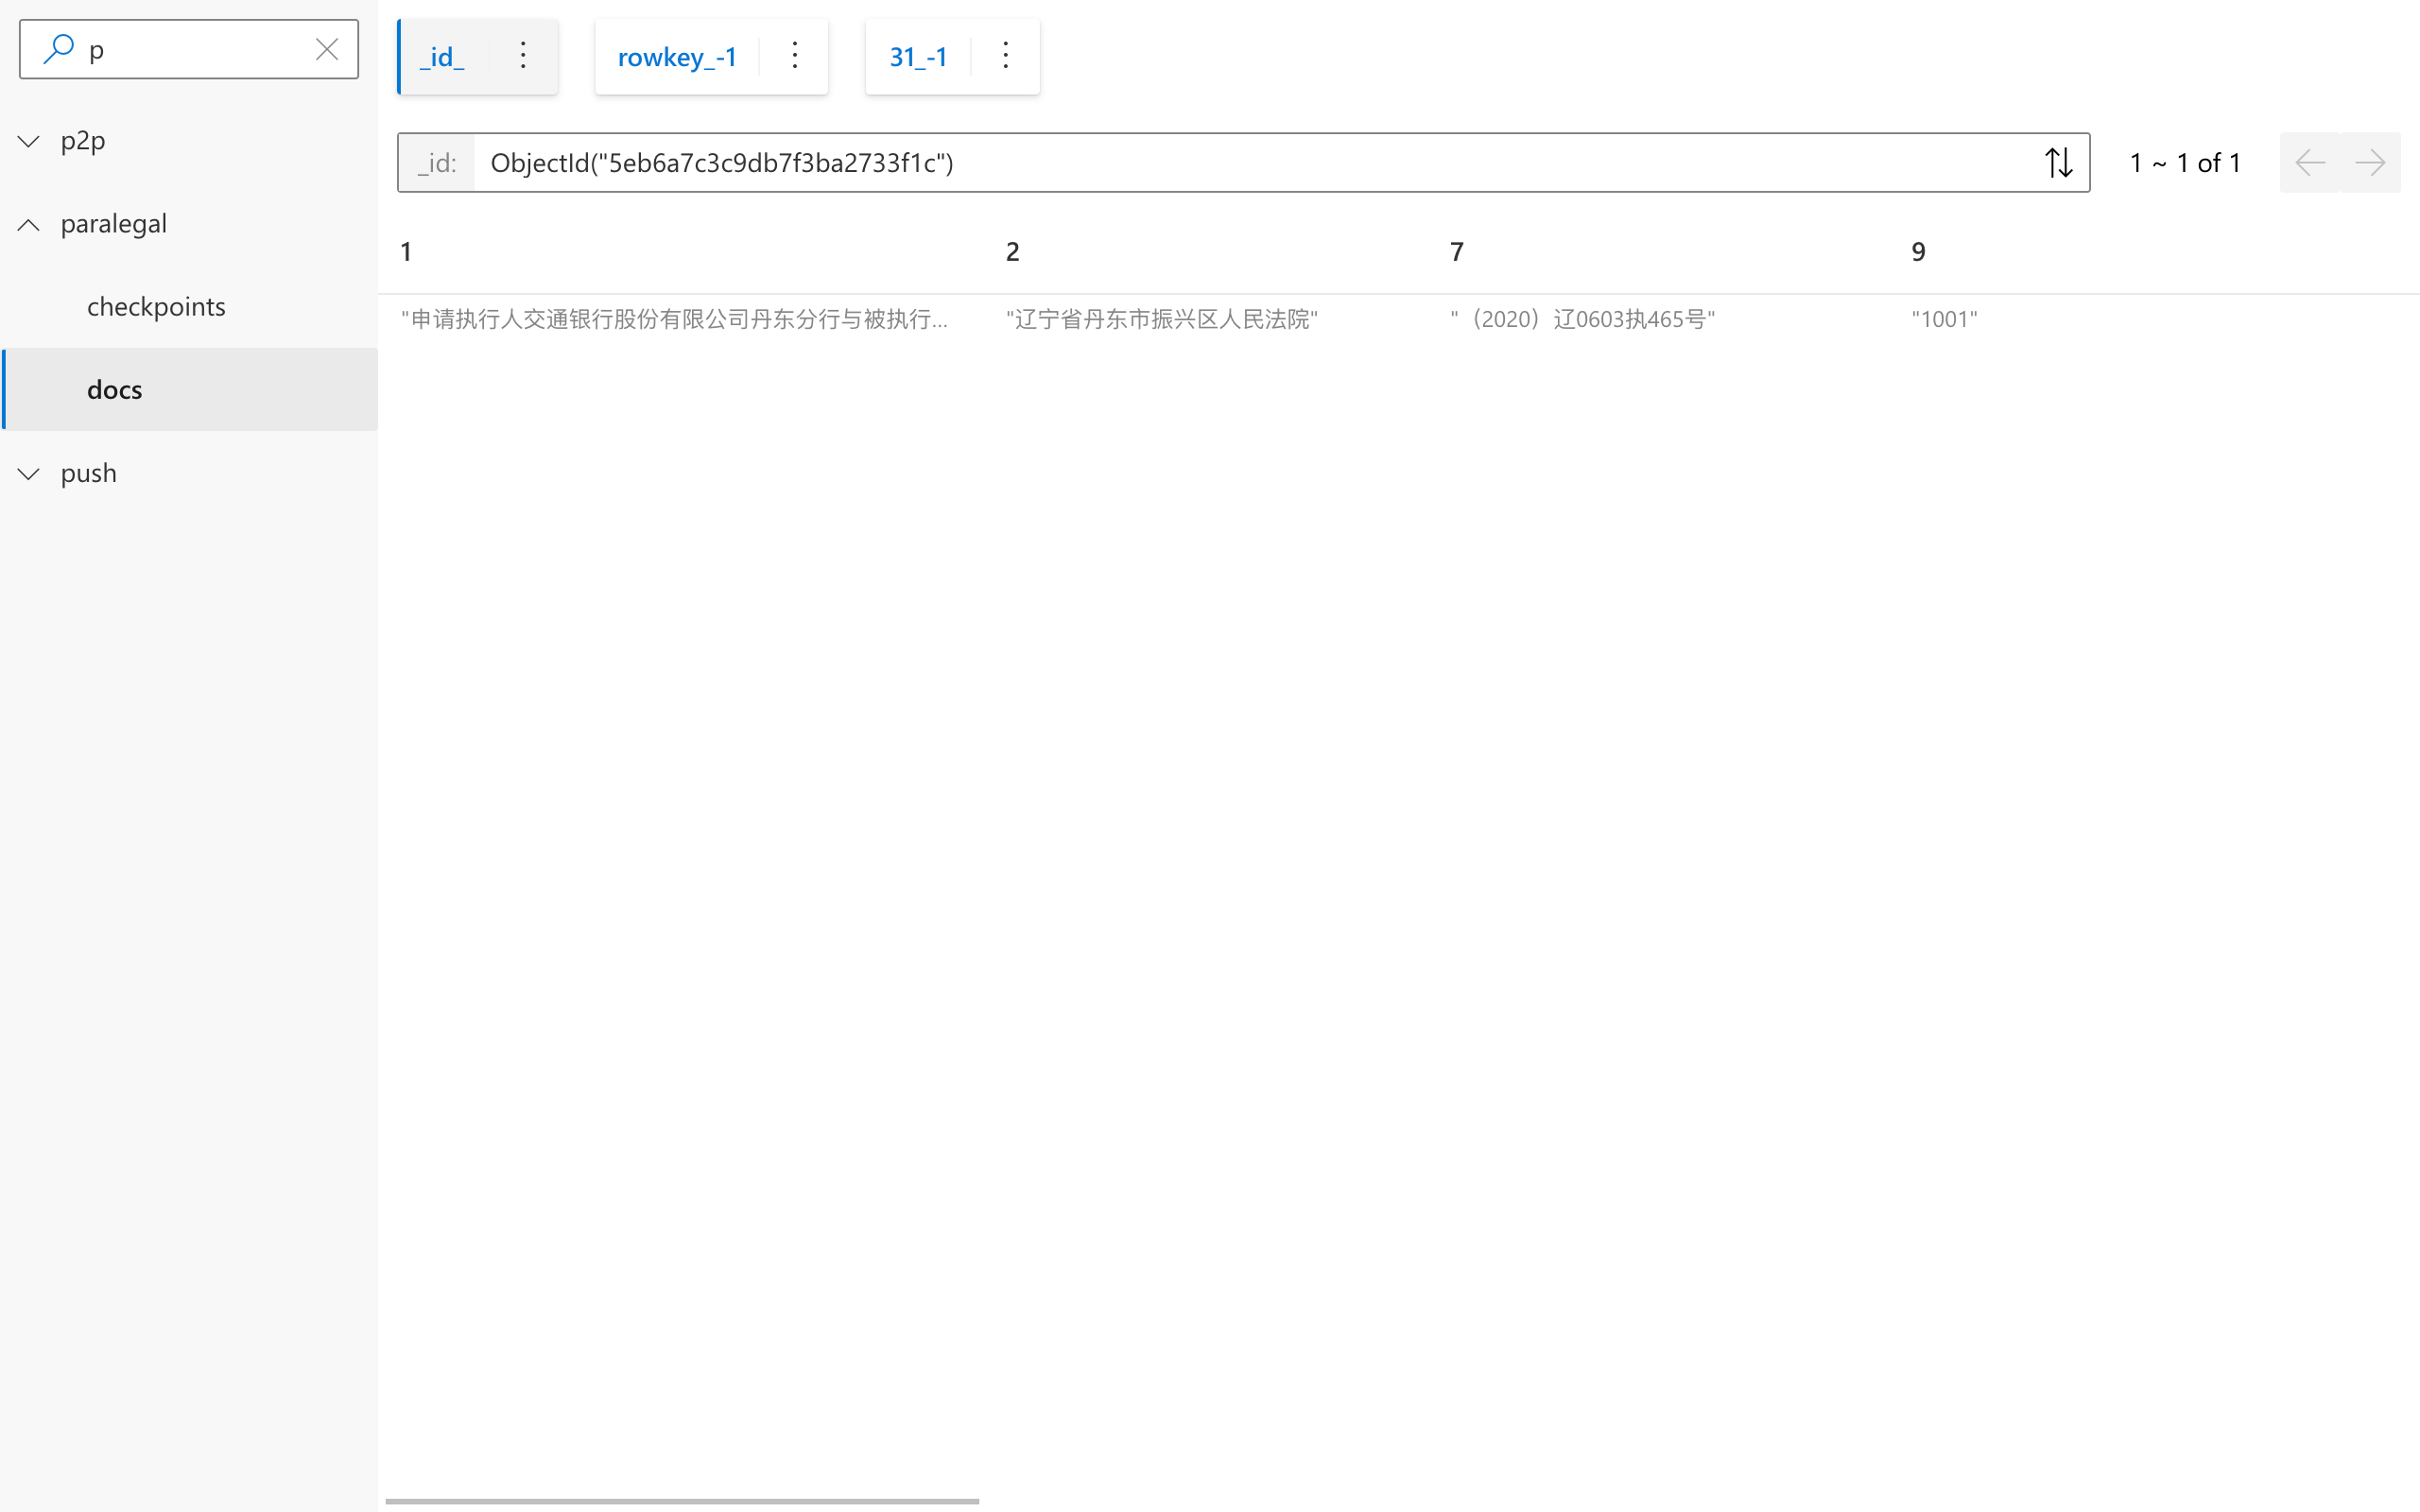 p
p2p
paralegal
checkpoints
docs
push
_id_
rowkey_-1
31_-1
_id: ObjectId("5eb6a7c3c9db7f3ba2733f1c")
1 ~ 1 of 1
1 2 7 9
"申请执行人交通银行股份有限公司丹东分行与被执行... "辽宁省丹东市振兴区人民法院" "（2020）辽0603执465号" "1001"